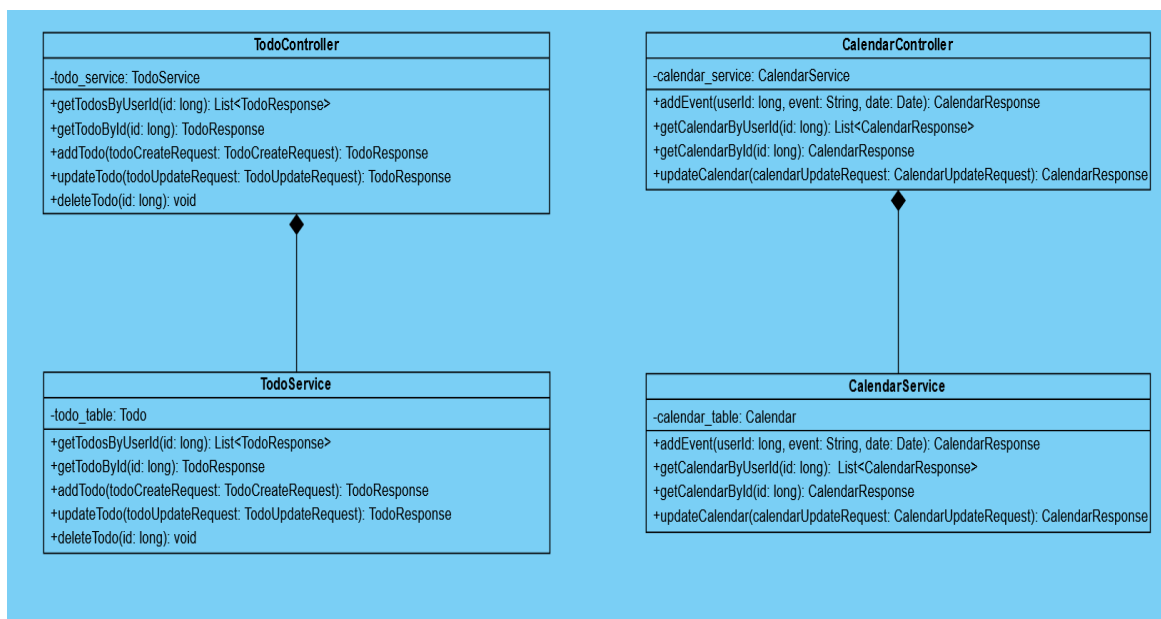 TodoController
-todo_service: TodoService
+getTodosByUserId(id: long): List<TodoResponse>
+getTodoById(id: long): TodoResponse
+addTodo(todoCreateRequest: TodoCreateRequest): TodoResponse
+updateTodo(todoUpdateRequest: TodoUpdateRequest): TodoResponse
+deleteTodo(id: long): void
CalendarController
-calendar_service: CalendarService
+addEvent(userId: long, event: String, date: Date): CalendarResponse
+getCalendarByUserId(id: long): List<CalendarResponse>
+getCalendarById(id: long): CalendarResponse
+updateCalendar(calendarUpdateRequest: CalendarUpdateRequest): CalendarResponse
TodoService
-todo_table: Todo
+getTodosByUserId(id: long): List<TodoResponse>
+getTodoById(id: long): TodoResponse
+addTodo(todoCreateRequest: TodoCreateRequest): TodoResponse
+updateTodo(todoUpdateRequest: TodoUpdateRequest): TodoResponse
+deleteTodo(id: long): void
CalendarService
-calendar_table: Calendar
+addEvent(userId: long, event: String, date: Date): CalendarResponse
+getCalendarByUserId(id: long): List<CalendarResponse>
+getCalendarById(id: long): CalendarResponse
+updateCalendar(calendarUpdateRequest: CalendarUpdateRequest): CalendarResponse